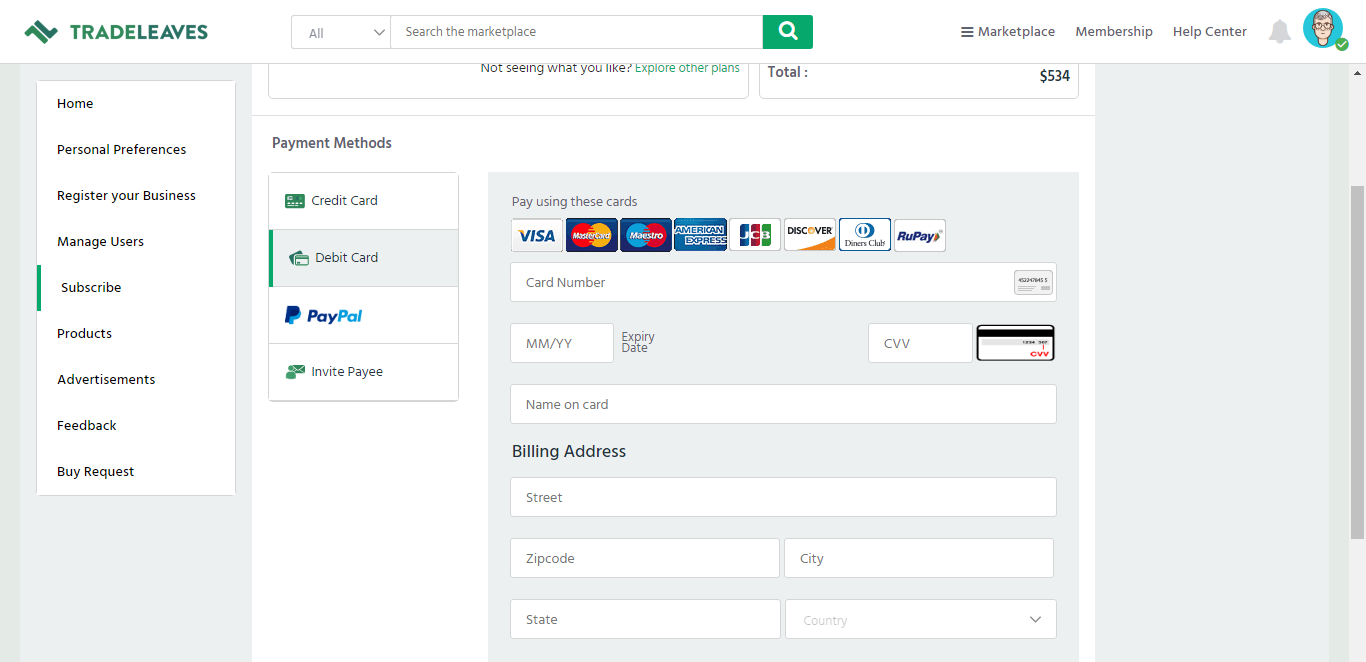 TRADELEAVES
All
Search the marketplace
Marketplace
Membership
Help Center
Home
Personal Preferences
Register your Business
Manage Users
Subscribe
Products
Advertisements
Feedback
Buy Request
Not seeing what you like? Explore other plans
Total :
$534
Payment Methods
Credit Card
Debit Card
PayPal
Invite Payee
Pay using these cards
VISA
MasterCard
Maestro
AMERICAN
EXPRESS
JCB
DISCOVER
Diners Club
RuPay
Card Number
MM/YY
Expiry
Date
CVV
1234 567
CVV
Name on card
Billing Address
Street
Zipcode
City
State
Country